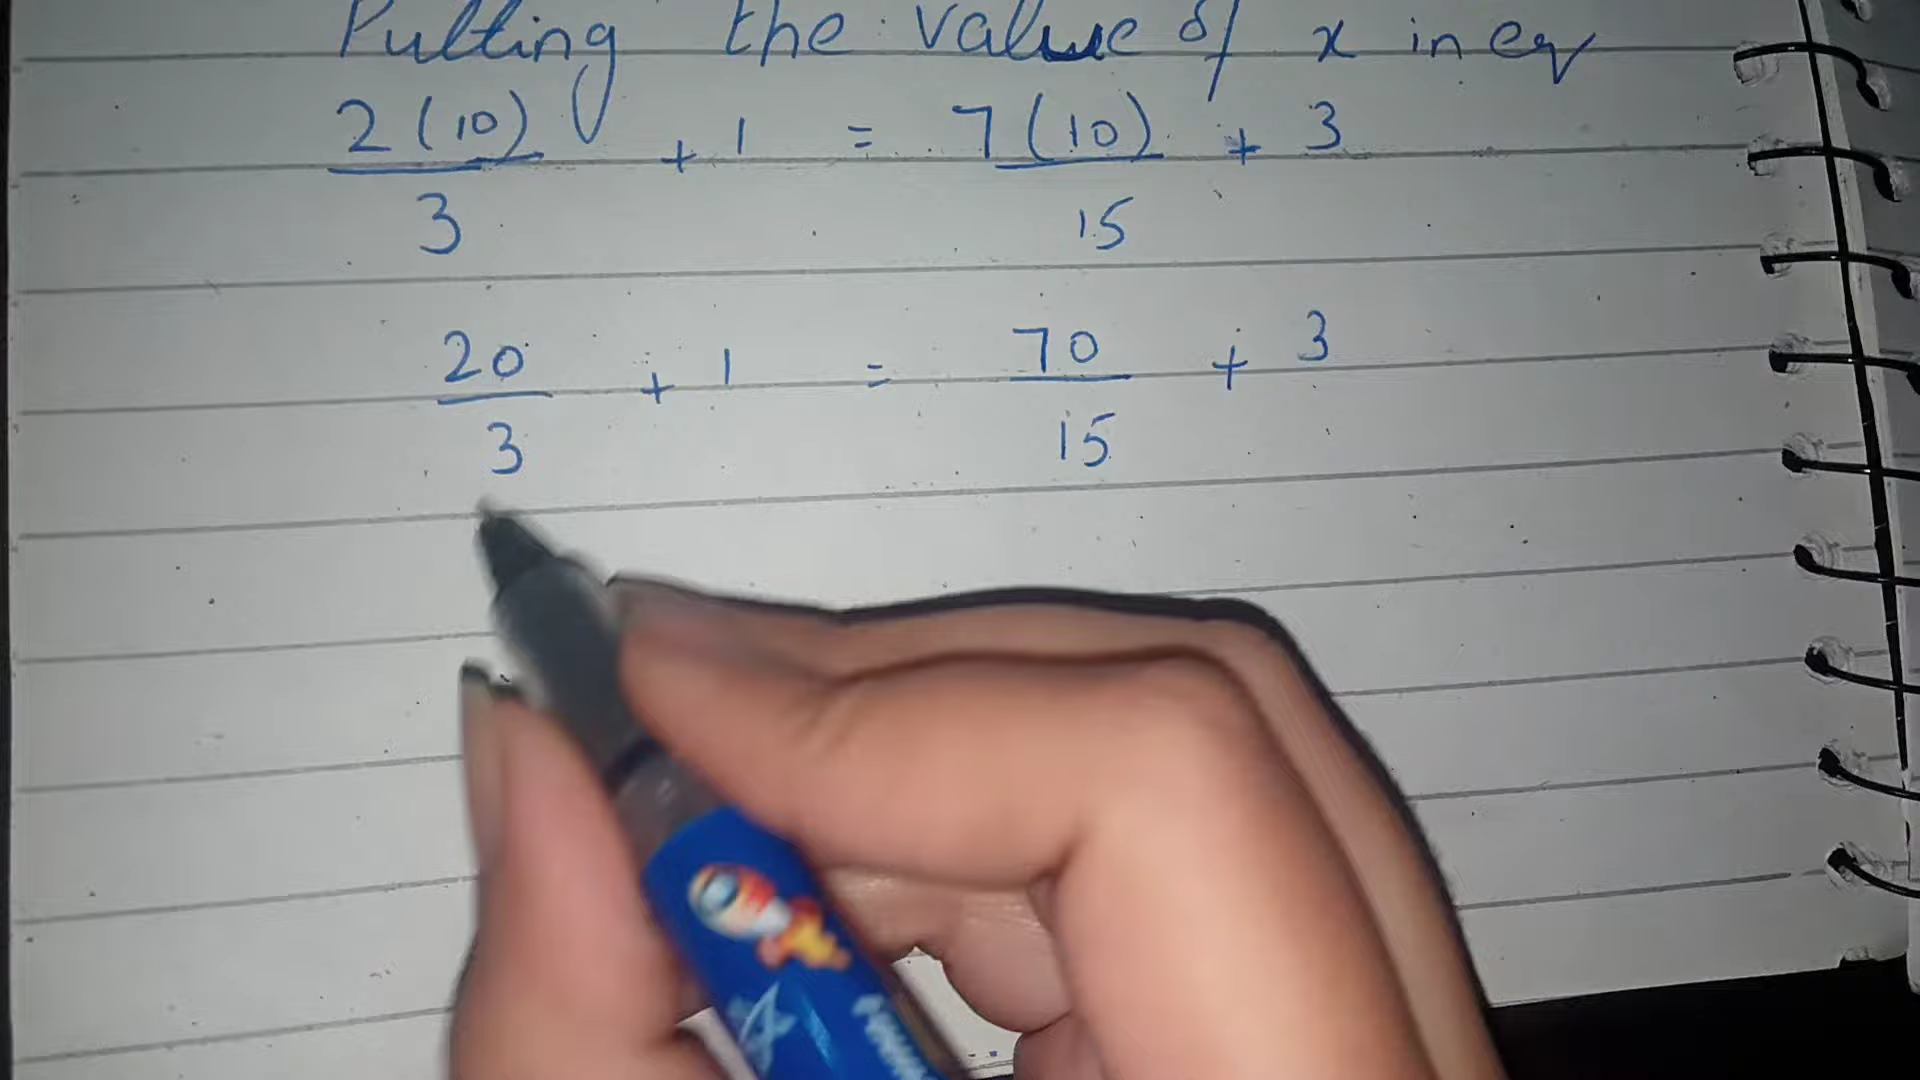 Putting the value of x in eq
2(10)/3 + 1 = 7(10)/15 + 3
20/3 + 1 = 70/15 + 3